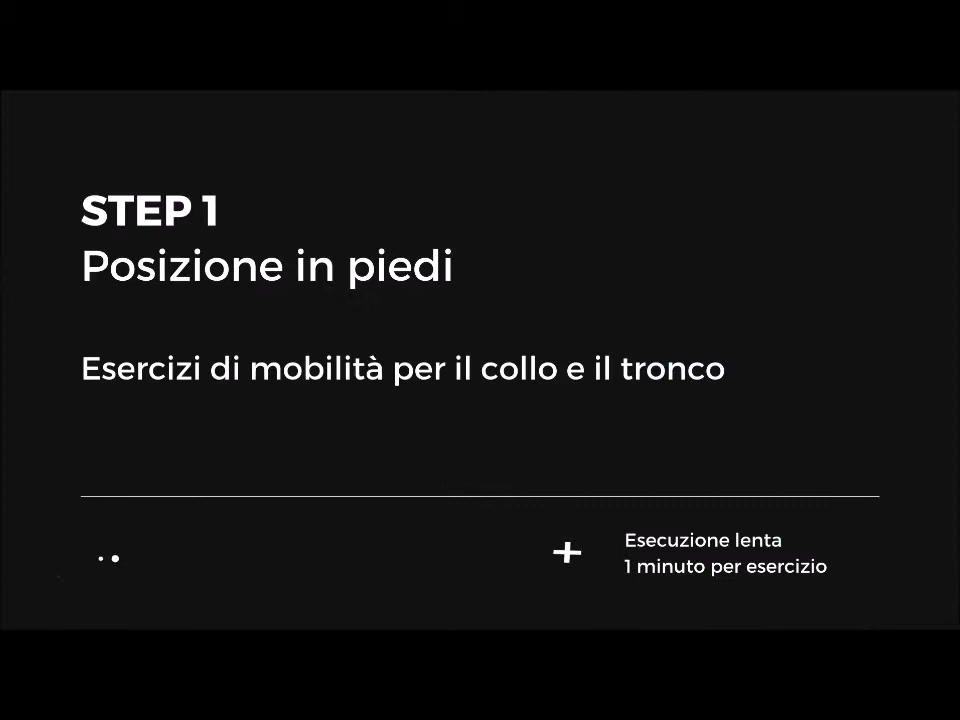 STEP 1
Posizione in piedi
Esercizi di mobilità per il collo e il tronco
+
Esecuzione lenta
1 minuto per esercizio